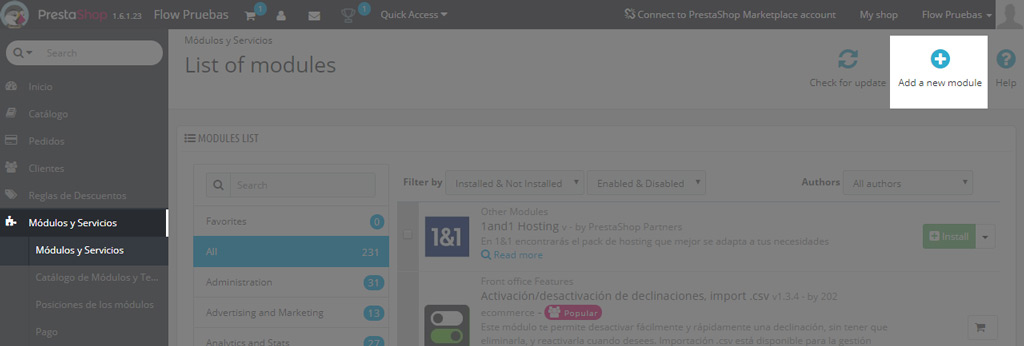 PrestaShop 1.6.1.23 Flow Pruebas 1 1 Quick Access Connect to PrestaShop Marketplace account My shop Flow Pruebas
Search
Inicio
Catálogo
Pedidos
Clientes
Reglas de Descuentos
Módulos y Servicios
Módulos y Servicios
Catálogo de Módulos y Te...
Posiciones de los módulos
Pago
Módulos y Servicios
List of modules
Check for update
Add a new module
Help
MODULES LIST
Search
Favorites 0
All 231
Administration 31
Advertising and Marketing 13
Analytics and Stats 27
Filter by Installed & Not Installed Enabled & Disabled Authors All authors
Other Modules
1&1
1and1 Hosting v - by PrestaShop Partners
En 1&1 encontrarás el pack de hosting que mejor se adapta a tus necesidades
Read more
Install
Front office Features
Activación/desactivación de declinaciones, import .csv v1.3.4 - by 202
ecommerce - Popular
Este módulo te permite desactivar fácilmente y rápidamente una declinación, sin tener que
eliminarla, y reactivarla cuando desees. Importación .csv está disponible para la gestión